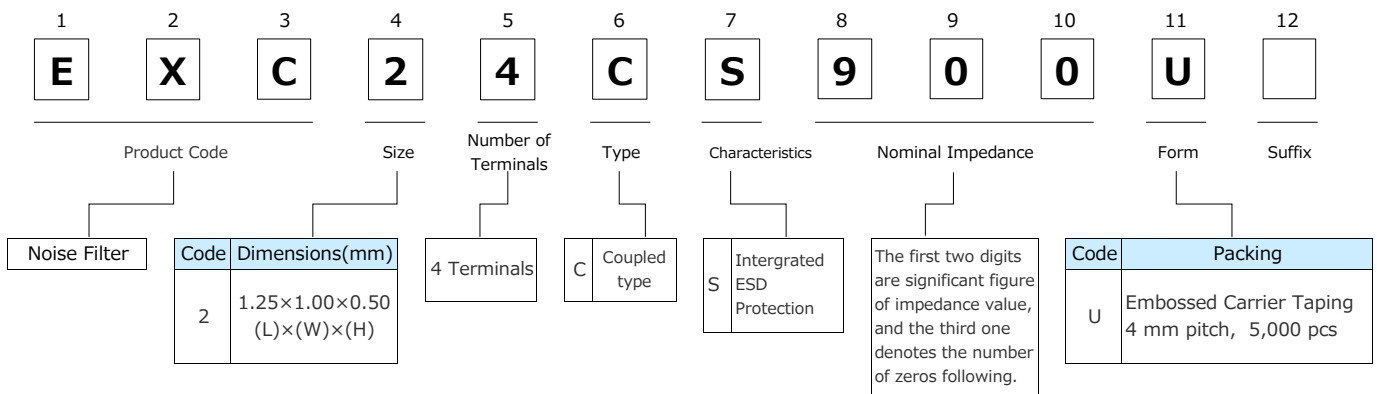 1 2 3 4 5 6 7 8 9 10 11 12
E X C 2 4 C S 9 0 0 U
Product Code
Size
Number of
Terminals
Type
Characteristics
Nominal Impedance
Form
Suffix
Noise Filter
Code Dimensions(mm)
2 1.25×1.00×0.50
(L)×(W)×(H)
4 Terminals
C Coupled
type
S Intergrated
ESD
Protection
The first two digits
are significant figure
of impedance value,
and the third one
denotes the number
of zeros following.
Code Packing
U Embossed Carrier Taping
4 mm pitch, 5,000 pcs